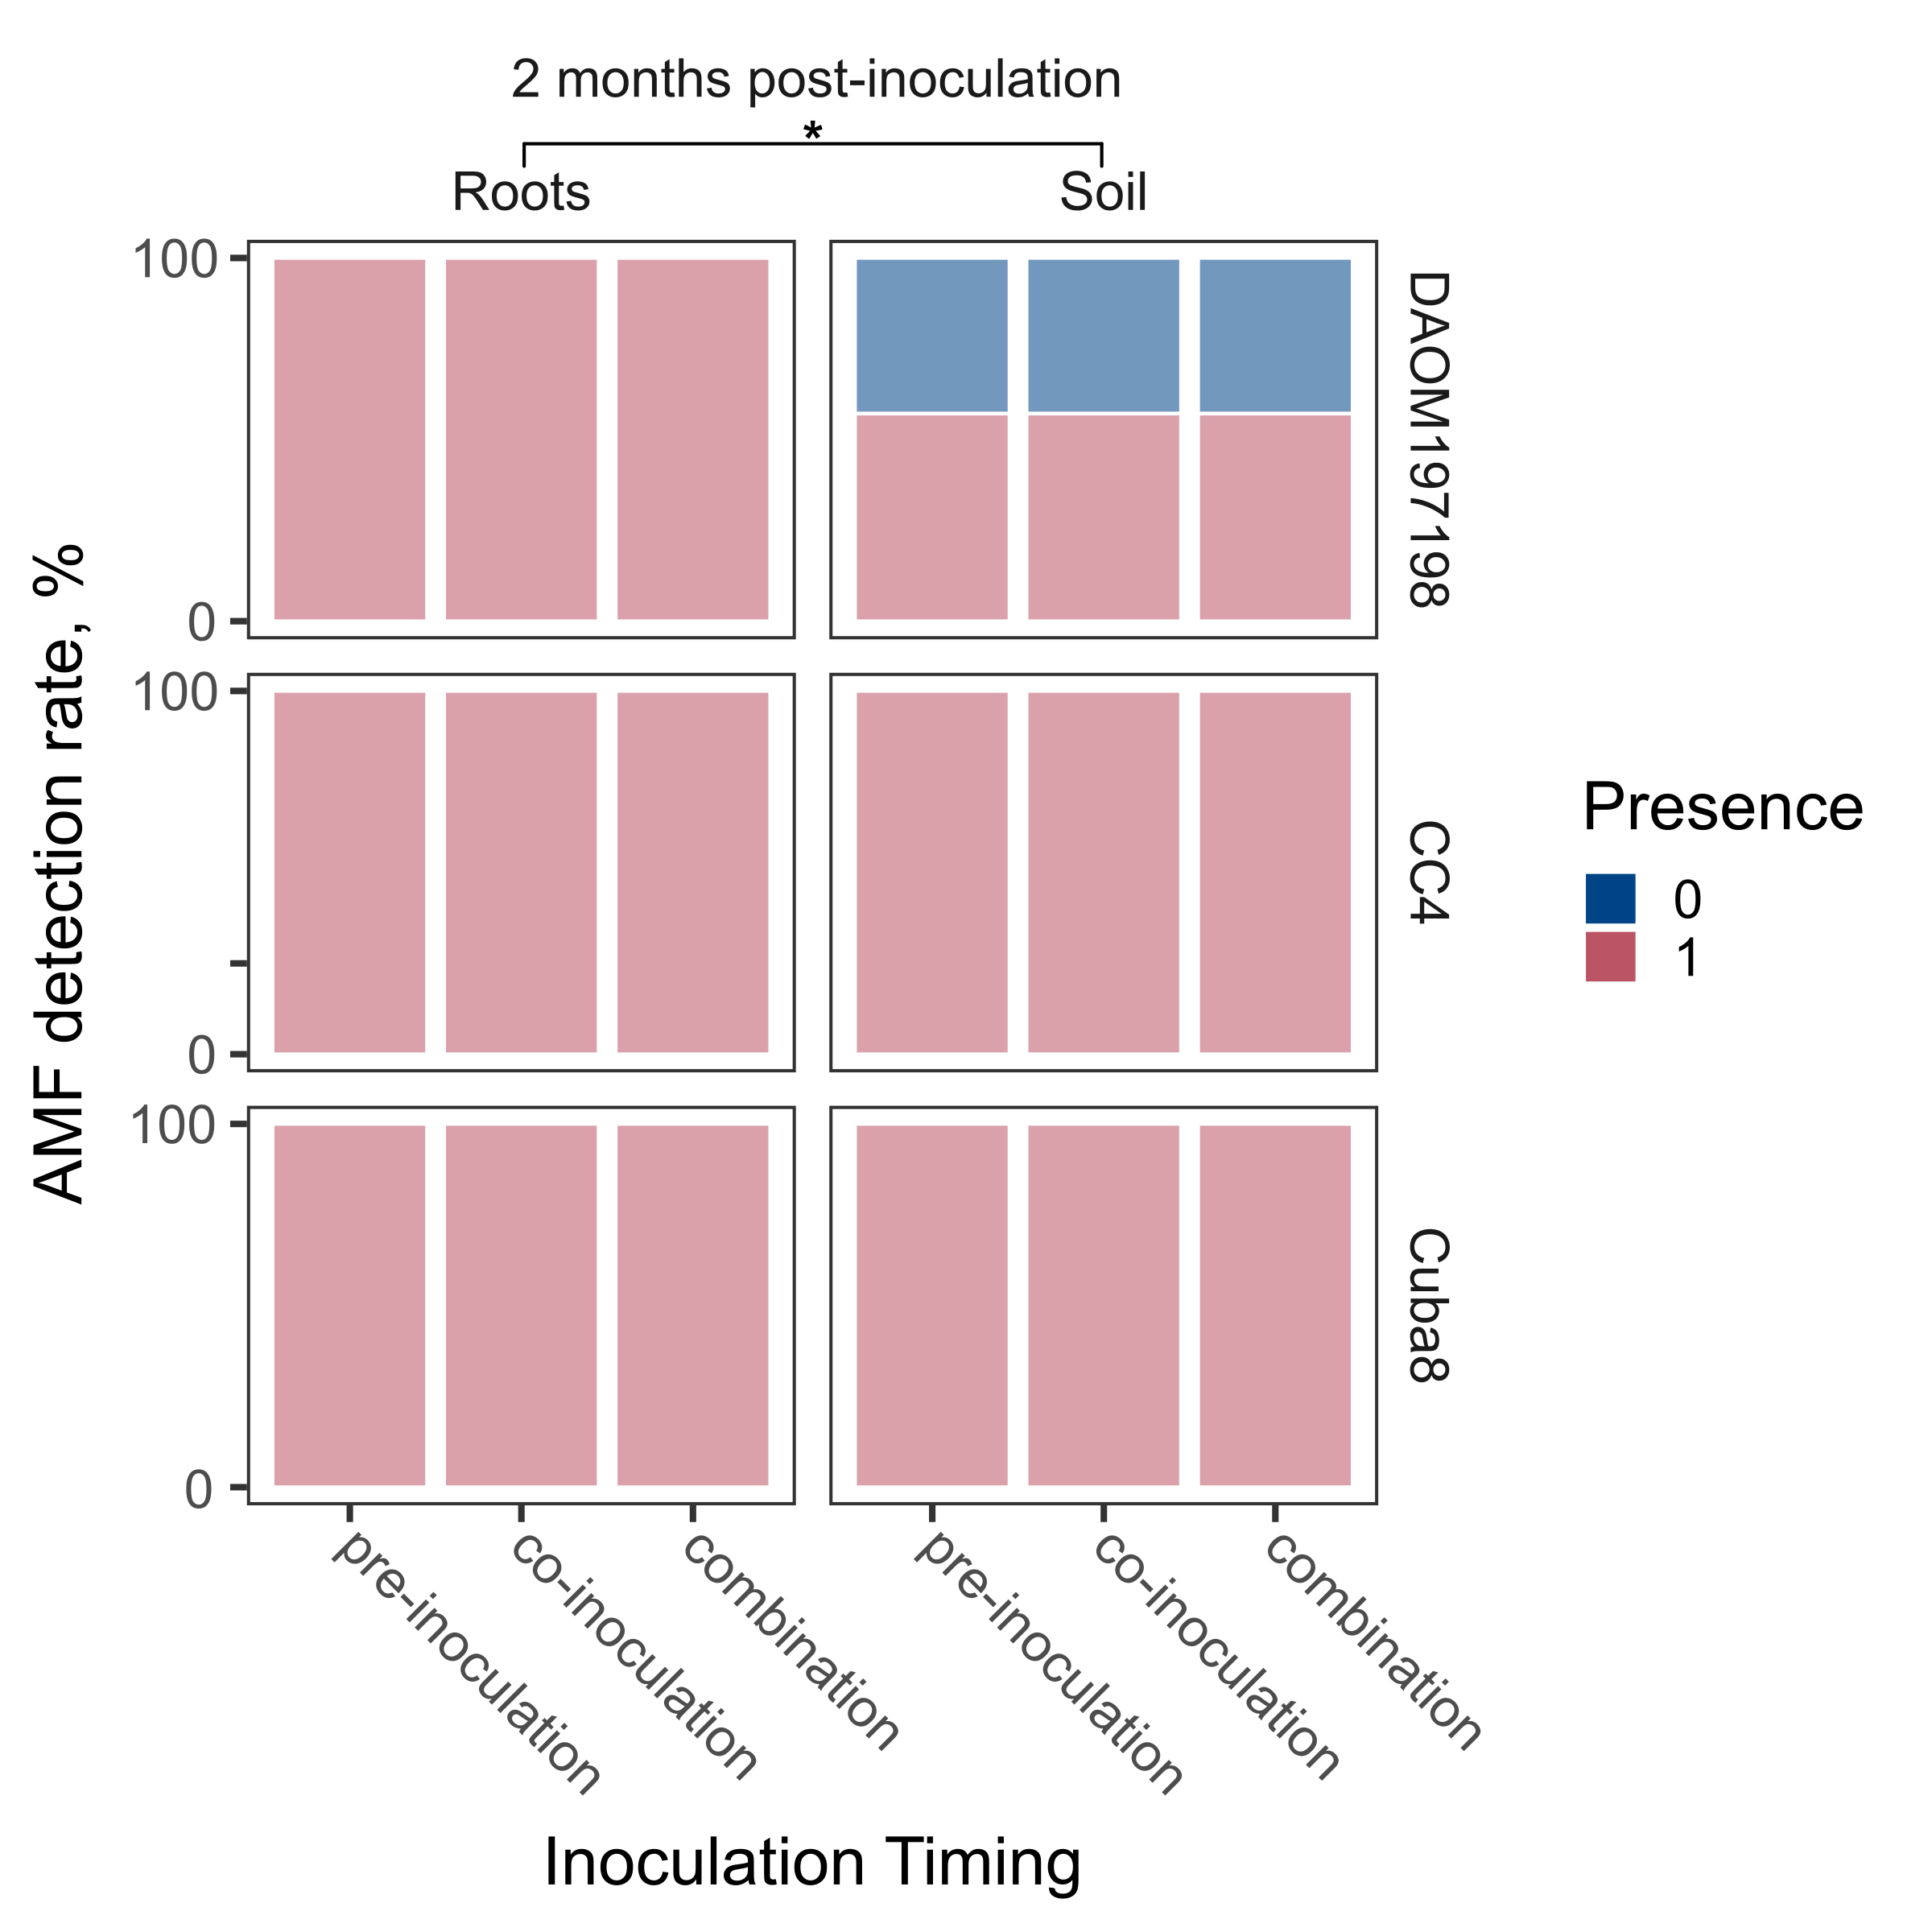 2 months post-inoculation
*
Roots
Soil
100
0
DAOM197198
100
0
CC4
100
0
Cuba8
AMF detection rate, %
Presence
0
1
pre-inoculation
co-inoculation
combination
pre-inoculation
co-inoculation
combination
Inoculation Timing